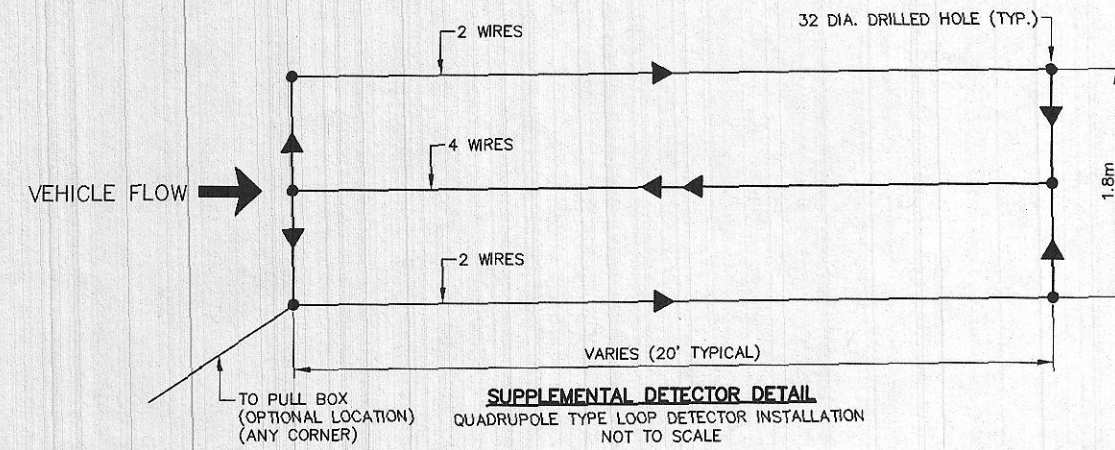 2 WIRES
32 DIA. DRILLED HOLE (TYP.)
4 WIRES
VEHICLE FLOW
1.8m
2 WIRES
VARIES (20' TYPICAL)
TO PULL BOX
(OPTIONAL LOCATION)
(ANY CORNER)
SUPPLEMENTAL DETECTOR DETAIL
QUADRUPOLE TYPE LOOP DETECTOR INSTALLATION
NOT TO SCALE